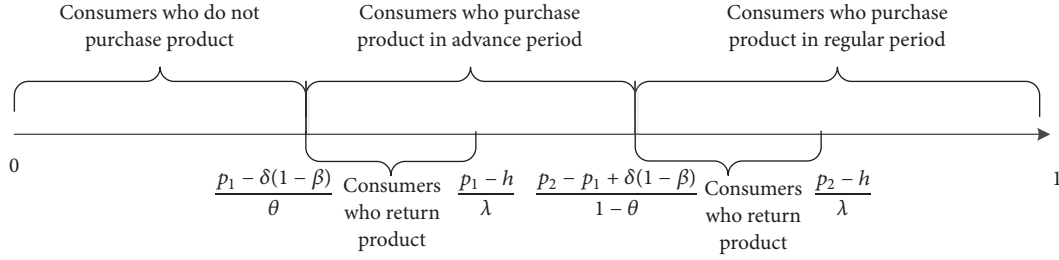 Consumers who do not
purchase product
Consumers who purchase
product in advance period
Consumers who purchase
product in regular period
0
p₁ – δ(1 – β)
θ
Consumers
who return
product
p₁ – h
λ
p₂ – p₁ + δ(1 – β)
1 – θ
Consumers
who return
product
p₂ – h
λ
1